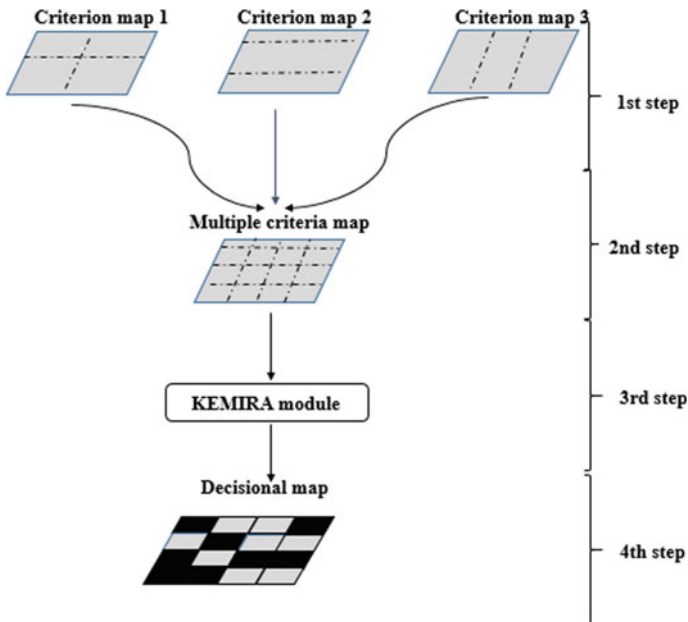 Criterion map 1
Criterion map 2
Criterion map 3
1st step
Multiple criteria map
2nd step
KEMIRA module
3rd step
Decisional map
4th step